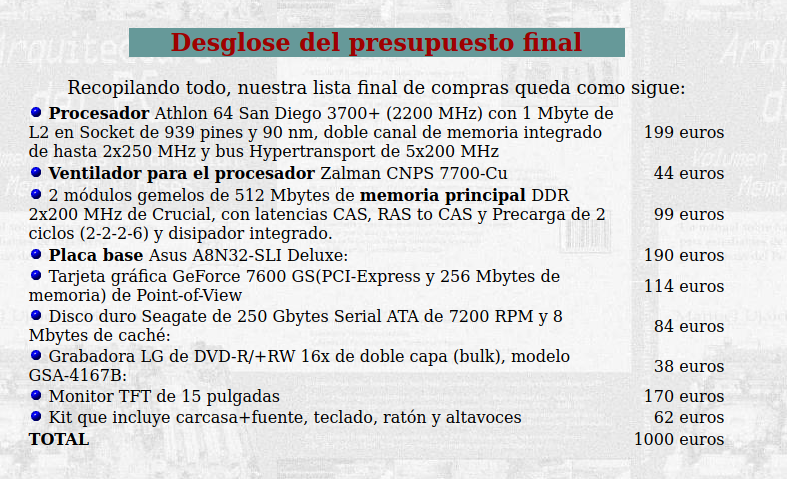 Desglose del presupuesto final
Recopilando todo, nuestra lista final de compras queda como sigue:
Procesador Athlon 64 San Diego 3700+ (2200 MHz) con 1 Mbyte de
L2 en Socket de 939 pines y 90 nm, doble canal de memoria integrado
de hasta 2x250 MHz y bus Hypertransport de 5x200 MHz
199 euros
Ventilador para el procesador Zalman CNPS 7700-Cu
44 euros
2 módulos gemelos de 512 Mbytes de memoria principal DDR
2x200 MHz de Crucial, con latencias CAS, RAS to CAS y Precarga de 2
ciclos (2-2-2-6) y disipador integrado.
99 euros
Placa base Asus A8N32-SLI Deluxe:
190 euros
Tarjeta gráfica GeForce 7600 GS(PCI-Express y 256 Mbytes de
memoria) de Point-of-View
114 euros
Disco duro Seagate de 250 Gbytes Serial ATA de 7200 RPM y 8
Mbytes de caché:
84 euros
Grabadora LG de DVD-R/+RW 16x de doble capa (bulk), modelo
GSA-4167B:
38 euros
Monitor TFT de 15 pulgadas
170 euros
Kit que incluye carcasa+fuente, teclado, ratón y altavoces
62 euros
TOTAL
1000 euros